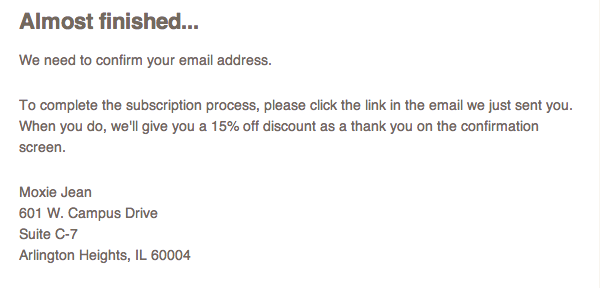 Almost finished...
We need to confirm your email address.
To complete the subscription process, please click the link in the email we just sent you.
When you do, we'll give you a 15% off discount as a thank you on the confirmation
screen.
Moxie Jean
601 W. Campus Drive
Suite C-7
Arlington Heights, IL 60004